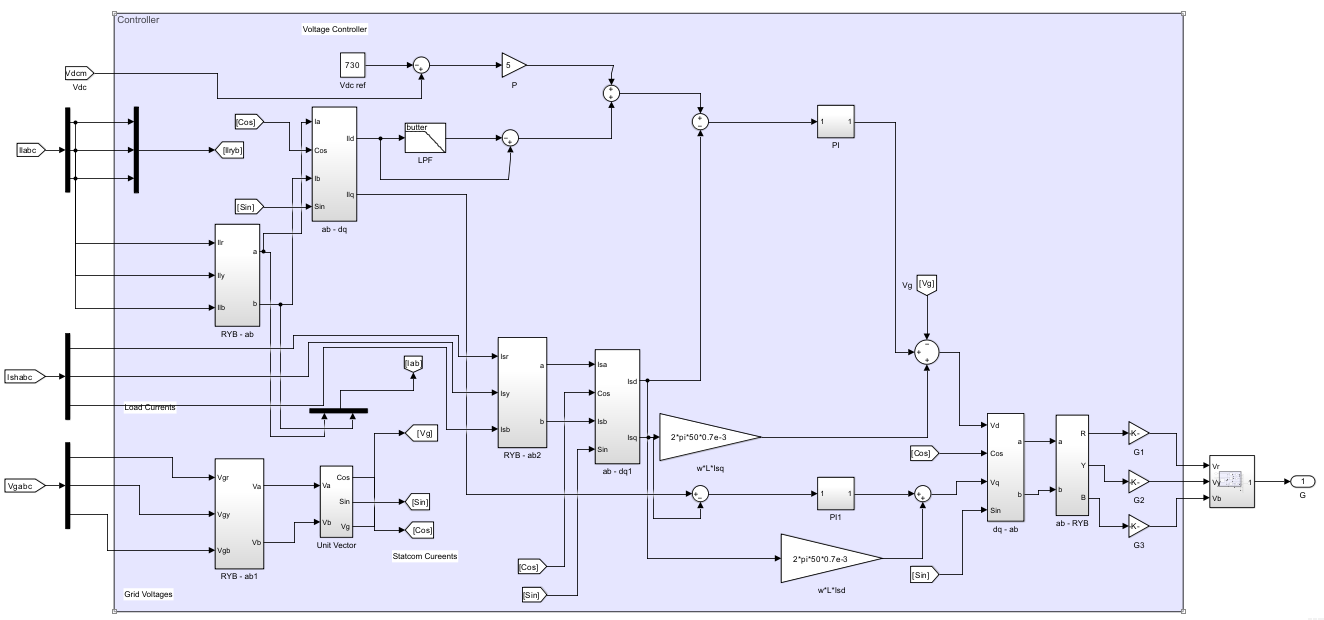 Controller
Voltage Controller
Vdcm
Vdc
730
Vdc ref
5
P
[Cos]
Ia
Cos
Ib
Sin
Ild
Ilq
ab - dq
butter
LPF
Ilabc
[Ilryb]
[Sin]
Ilr
Ily
Ilb
a
b
RYB - ab
1
1
PI
Vg
[Vg]
Ishabc
Load Currents
[Iab]
Isr
Isy
Isb
a
b
RYB - ab2
Isa
Cos
Isb
Sin
Isd
Isq
ab - dq1
2*pi*50*0.7e-3
w*L*Isq
Vgabc
Vgr
Vgy
Vgb
Va
Vb
RYB - ab1
Va
Vb
Cos
Sin
Vg
Unit Vector
[Vg]
[Sin]
[Cos]
Statcom Cureents
[Cos]
[Sin]
Grid Voltages
1
1
PI1
2*pi*50*0.7e-3
w*L*Isd
[Cos]
[Sin]
Vd
Cos
Vq
Sin
a
b
dq - ab
a
b
R
Y
B
ab - RYB
-K-
G1
-K-
G2
-K-
G3
Vr
Vy
Vb
1
1
G